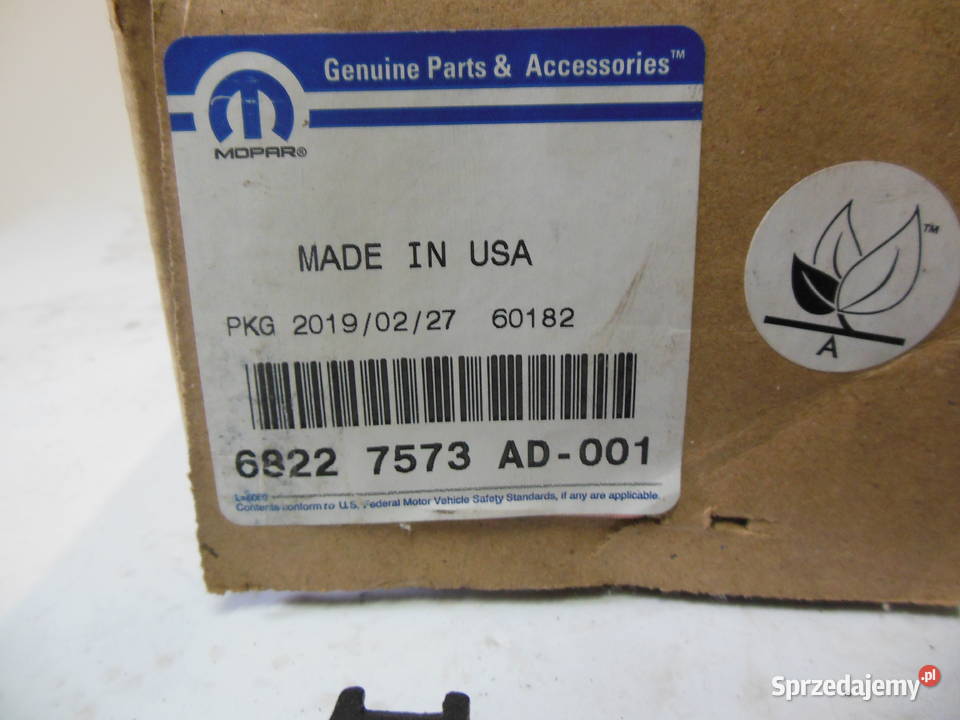 Genuine Parts & Accessories™
MOPAR®
MADE IN USA
PKG 2019/02/27 60182
6822 7573 AD-001
Contents conform to U.S. Federal Motor Vehicle Safety Standards, if any are applicable
TM
A
Sprzedajemy.pl